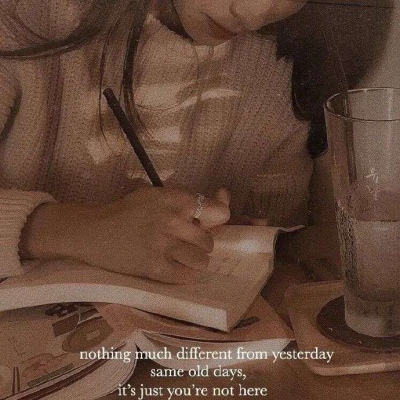 nothing much different from yesterday
same old days,
it's just you're not here